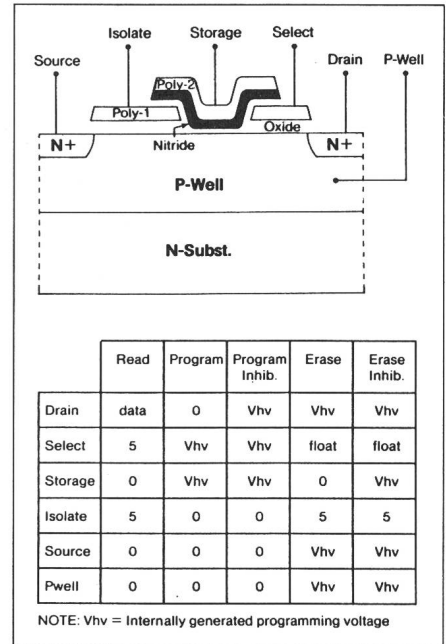 Isolate Storage Select
Source Drain P-Well
Poly-2
Poly-1
Oxide
N+ Nitride N+
P-Well
N-Subst.
Read Program Program Inhib. Erase Erase Inhib.
Drain data 0 Vhv Vhv Vhv
Select 5 Vhv Vhv float float
Storage 0 Vhv Vhv 0 Vhv
Isolate 5 0 0 5 5
Source 0 0 0 Vhv Vhv
Pwell 0 0 0 Vhv Vhv
NOTE: Vhv = Internally generated programming voltage